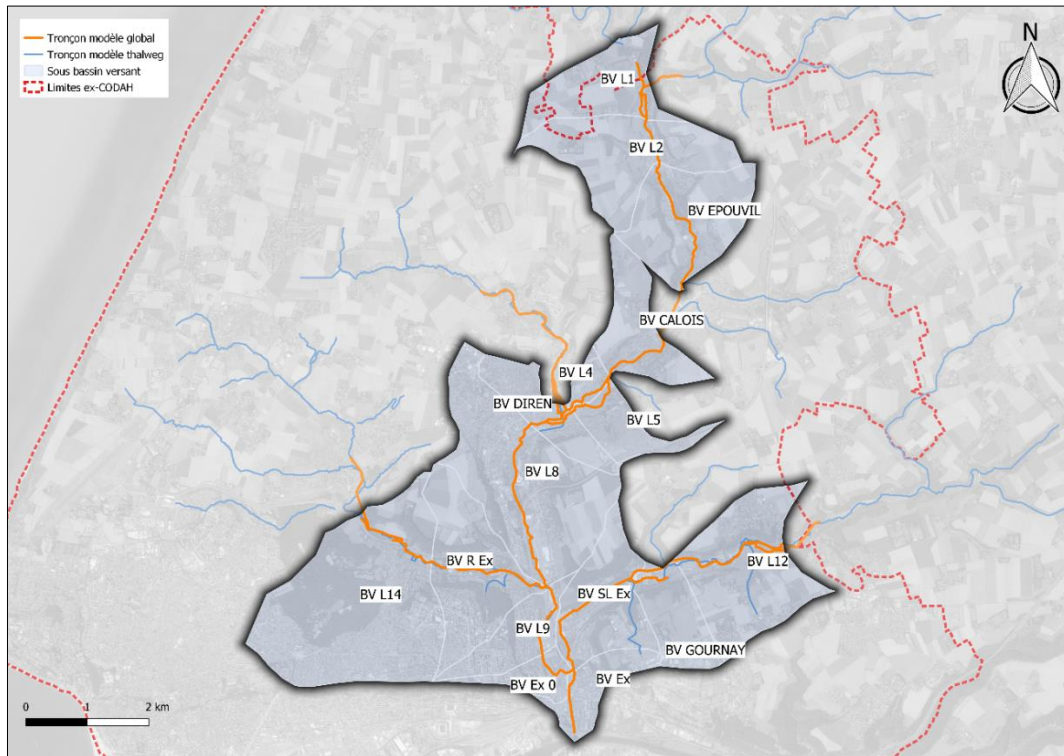 Tronçon modèle global
Tronçon modèle thalweg
Sous bassin versant
Limites ex-CODAH
N
BV L1
BV L2
BV EPOUVIL
BV CALOIS
BV L4
BV DIREN
BV L5
BV L8
BV L12
BV R Ex
BV SL Ex
BV L14
BV L9
BV GOURNAY
BV Ex 0
BV Ex
0 1 2 km